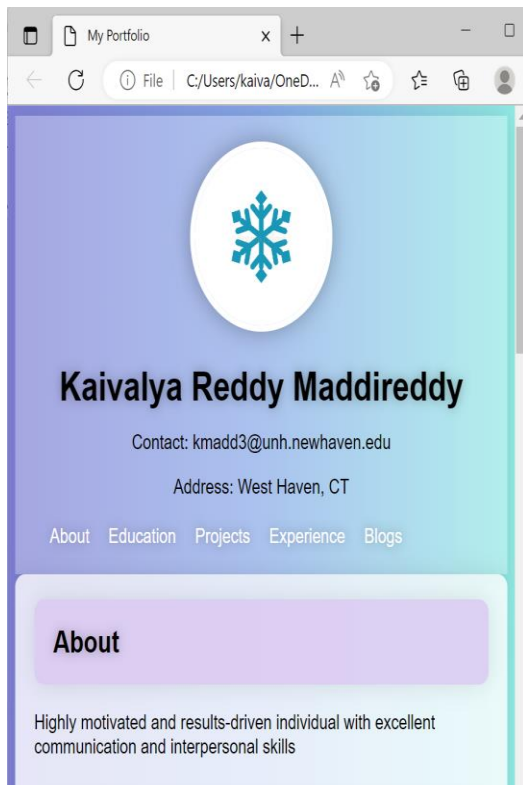 My Portfolio
File C:/Users/kaiva/OneD...
Kaivalya Reddy Maddireddy
Contact: kmadd3@unh.newhaven.edu
Address: West Haven, CT
About Education Projects Experience Blogs
About
Highly motivated and results-driven individual with excellent
communication and interpersonal skills